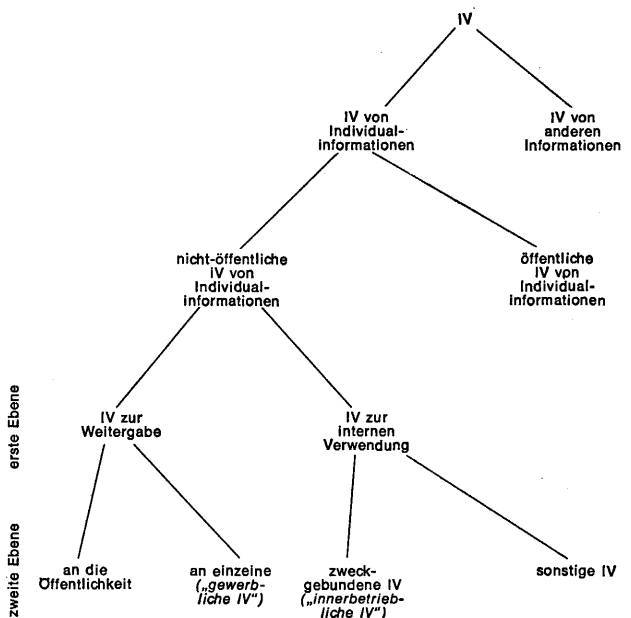 IV
IV von
Individual-
informationen
IV von
anderen
Informationen
nicht-öffentliche
IV von
Individual-
informationen
öffentliche
IV von
Individual-
informationen
erste Ebene
IV zur
Weitergabe
IV zur
internen
Verwendung
zweite Ebene
an die
Öffentlichkeit
an einzelne
(„gewerb-
liche IV“)
zweck-
gebundene IV
(„innerbetrieb-
liche IV“)
sonstige IV